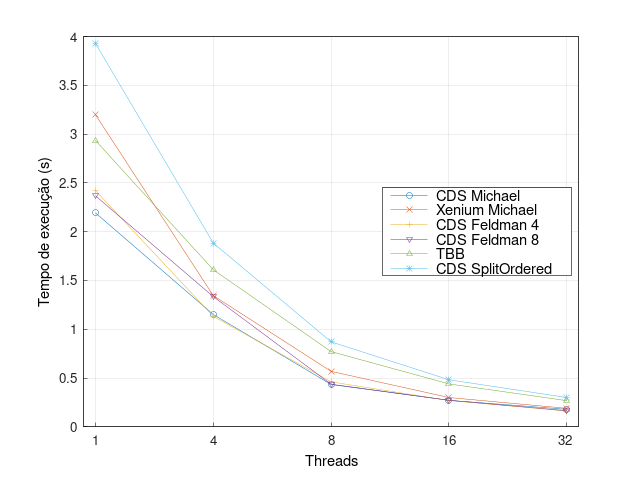 4
3.5
3
2.5
2
1.5
1
0.5
0
Tempo de execução (s)
CDS Michael
Xenium Michael
CDS Feldman 4
CDS Feldman 8
TBB
CDS SplitOrdered
1 4 8 16 32
Threads